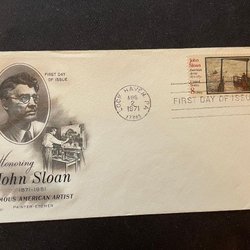 FIRST DAY
OF ISSUE
Honoring
John Sloan
1871-1951
FAMOUS AMERICAN ARTIST
PAINTER-ETCHER
LOCK HAVEN, PA
AUG
2
1971
17745
John
Sloan
FIRST DAY OF ISSUE